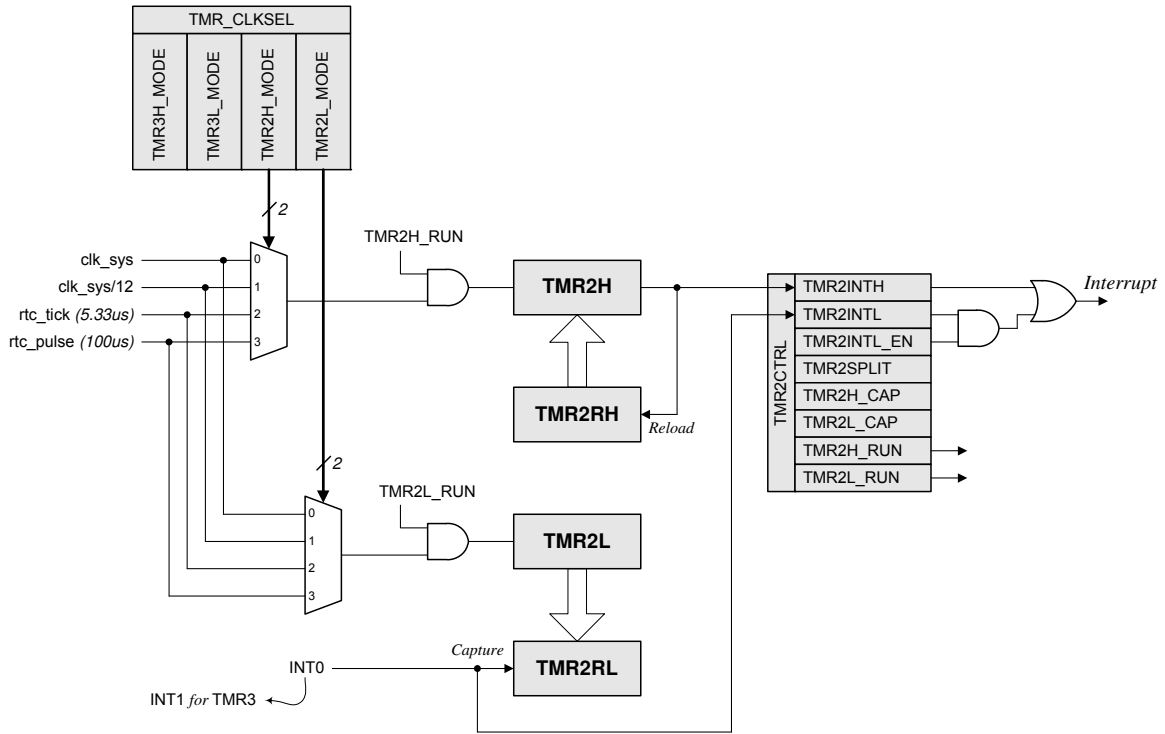 TMR_CLKSEL
TMR3H_MODE
TMR3L_MODE
TMR2H_MODE
TMR2L_MODE
2
TMR2H_RUN
clk_sys
clk_sys/12
rtc_tick (5.33us)
rtc_pulse (100us)
0
1
2
3
TMR2H
TMR2RH
Reload
TMR2CTRL
TMR2INTH
TMR2INTL
TMR2INTL_EN
TMR2SPLIT
TMR2H_CAP
TMR2L_CAP
TMR2H_RUN
TMR2L_RUN
Interrupt
2
TMR2L_RUN
0
1
2
3
TMR2L
TMR2RL
Capture
INT0
INT1 for TMR3